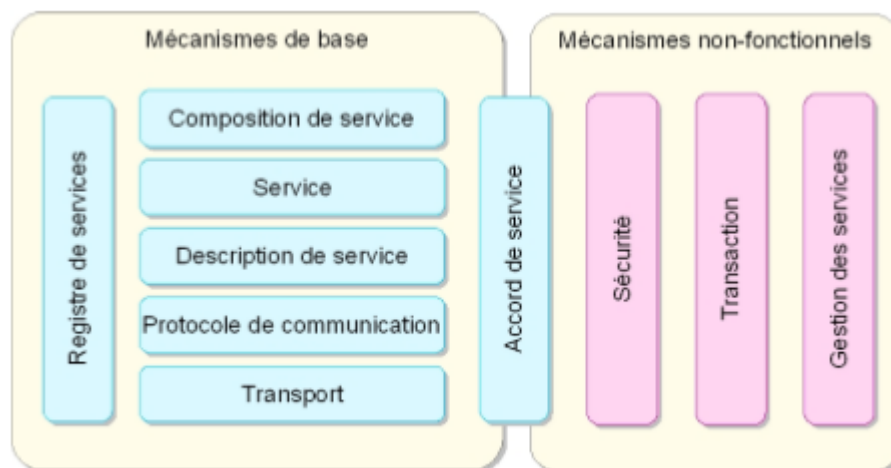 Mécanismes de base
Mécanismes non-fonctionnels
Registre de services
Composition de service
Service
Description de service
Protocole de communication
Transport
Accord de service
Sécurité
Transaction
Gestion des services